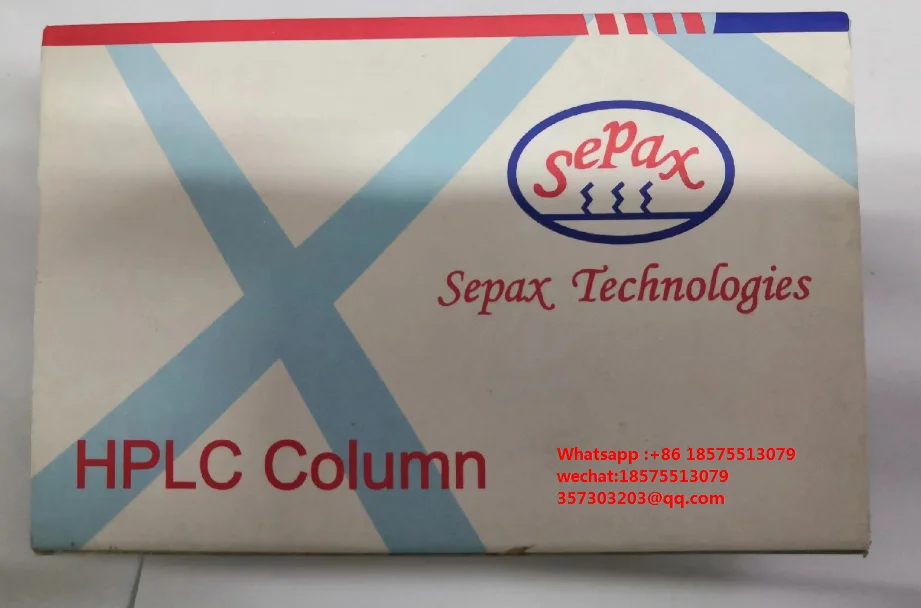 sepax
Sepax Technologies
HPLC Column
Whatsapp :+86 18575513079
wechat:18575513079
357303203@qq.com